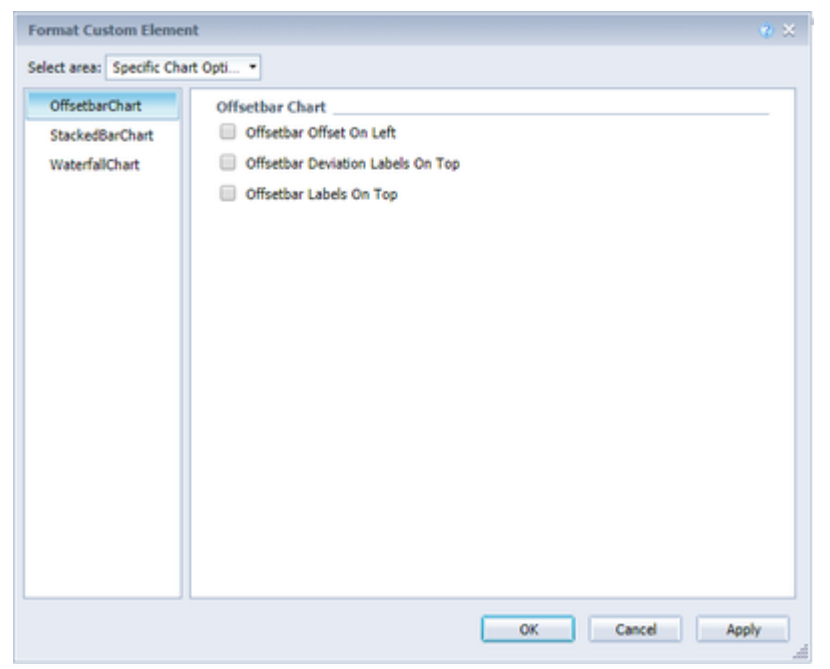 Format Custom Element
Select area: Specific Chart Opti...
OffsetbarChart
StackedBarChart
WaterfallChart
Offsetbar Chart
Offsetbar Offset On Left
Offsetbar Deviation Labels On Top
Offsetbar Labels On Top
OK Cancel Apply